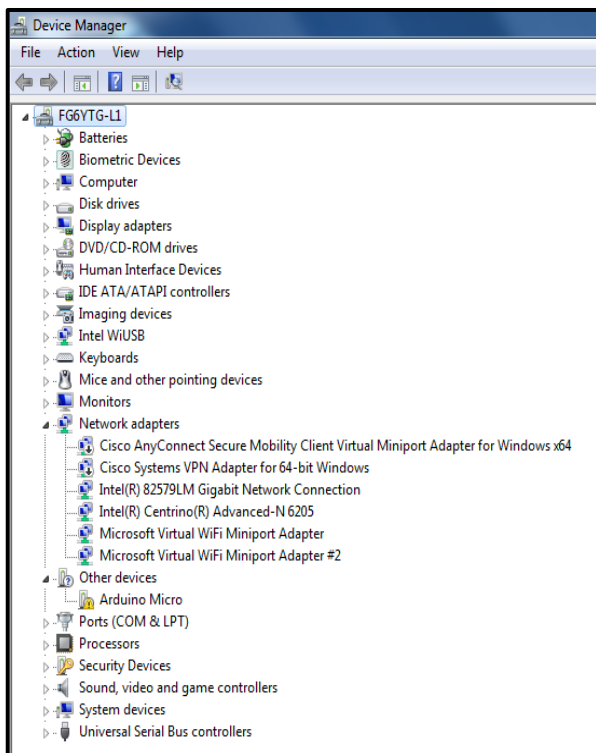 Device Manager
File Action View Help
FG6YTG-L1
Batteries
Biometric Devices
Computer
Disk drives
Display adapters
DVD/CD-ROM drives
Human Interface Devices
IDE ATA/ATAPI controllers
Imaging devices
Intel WiUSB
Keyboards
Mice and other pointing devices
Monitors
Network adapters
Cisco AnyConnect Secure Mobility Client Virtual Miniport Adapter for Windows x64
Cisco Systems VPN Adapter for 64-bit Windows
Intel(R) 82579LM Gigabit Network Connection
Intel(R) Centrino(R) Advanced-N 6205
Microsoft Virtual WiFi Miniport Adapter
Microsoft Virtual WiFi Miniport Adapter #2
Other devices
Arduino Micro
Ports (COM & LPT)
Processors
Security Devices
Sound, video and game controllers
System devices
Universal Serial Bus controllers